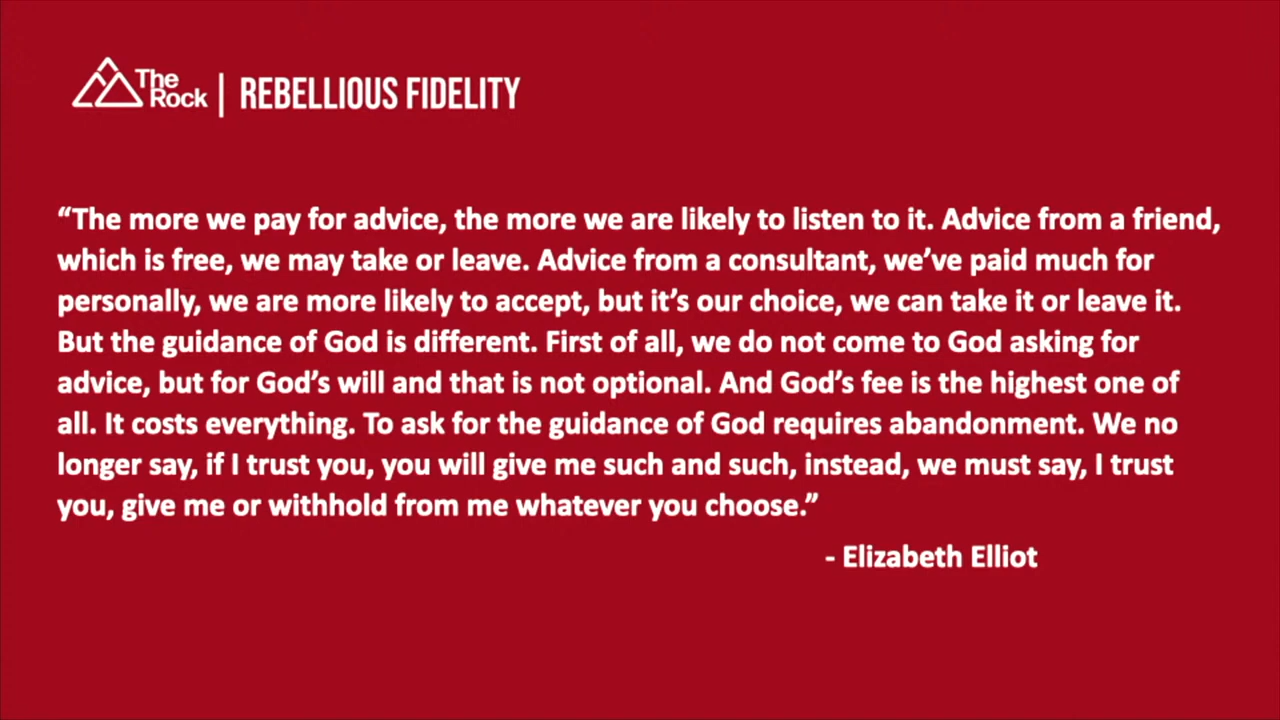 The
Rock | REBELLIOUS FIDELITY
“The more we pay for advice, the more we are likely to listen to it. Advice from a friend,
which is free, we may take or leave. Advice from a consultant, we’ve paid much for
personally, we are more likely to accept, but it’s our choice, we can take it or leave it.
But the guidance of God is different. First of all, we do not come to God asking for
advice, but for God’s will and that is not optional. And God’s fee is the highest one of
all. It costs everything. To ask for the guidance of God requires abandonment. We no
longer say, if I trust you, you will give me such and such, instead, we must say, I trust
you, give me or withhold from me whatever you choose.”
- Elizabeth Elliot